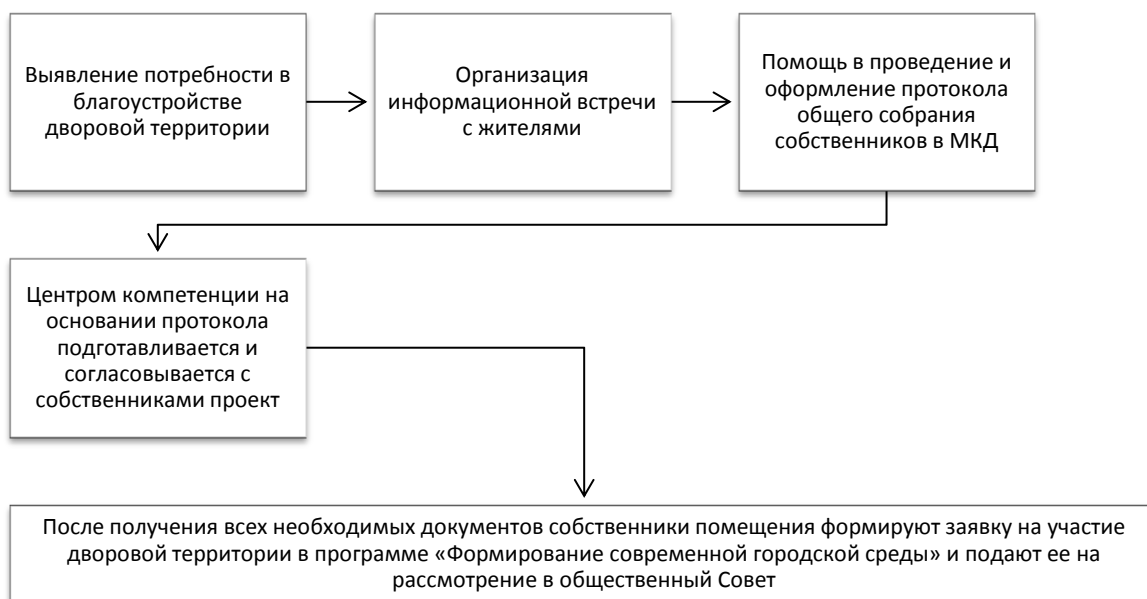 Выявление потребности в
благоустройстве
дворовой территории
Организация
информационной встречи
с жителями
Помощь в проведение и
оформление протокола
общего собрания
собственников в МКД
Центром компетенции на
основании протокола
подготавливается и
согласовывается с
собственниками проект
После получения всех необходимых документов собственники помещения формируют заявку на участие
дворовой территории в программе «Формирование современной городской среды» и подают ее на
рассмотрение в общественный Совет